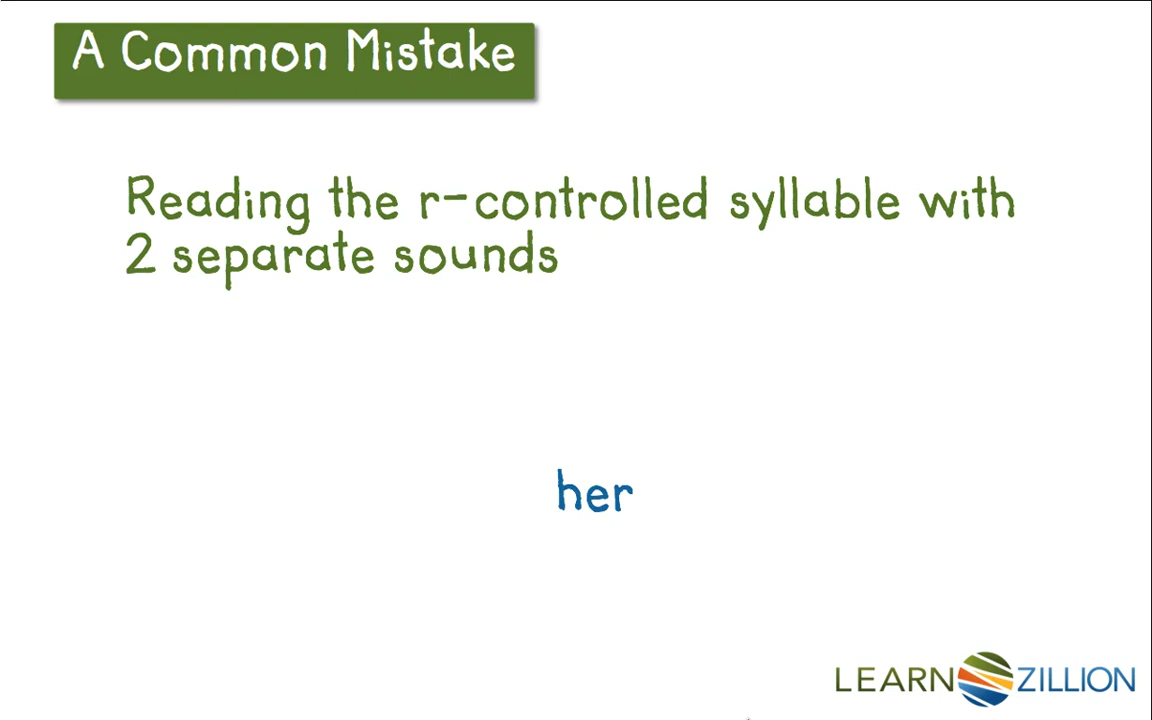 A Common Mistake
Reading the r-controlled syllable with
2 separate sounds
her
LEARNZILLION